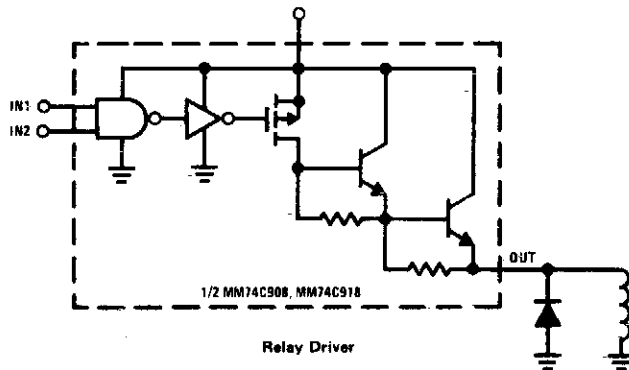 IN1
IN2
OUT
1/2 MM74C908, MM74C918
Relay Driver